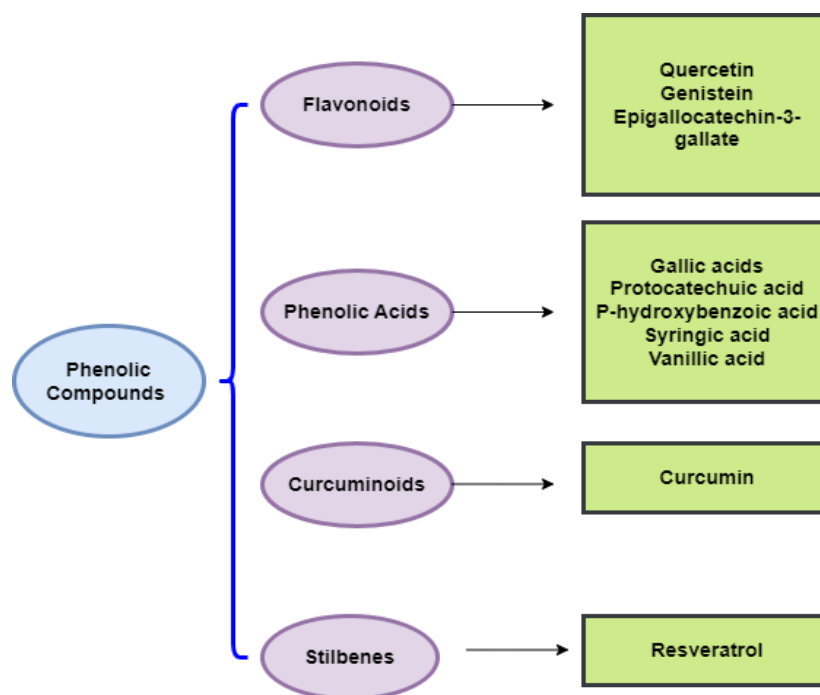 Flavonoids
Quercetin
Genistein
Epigallocatechin-3-
gallate
Phenolic Acids
Gallic acids
Protocatechuic acid
P-hydroxybenzoic acid
Syringic acid
Vanillic acid
Phenolic
Compounds
Curcuminoids
Curcumin
Stilbenes
Resveratrol